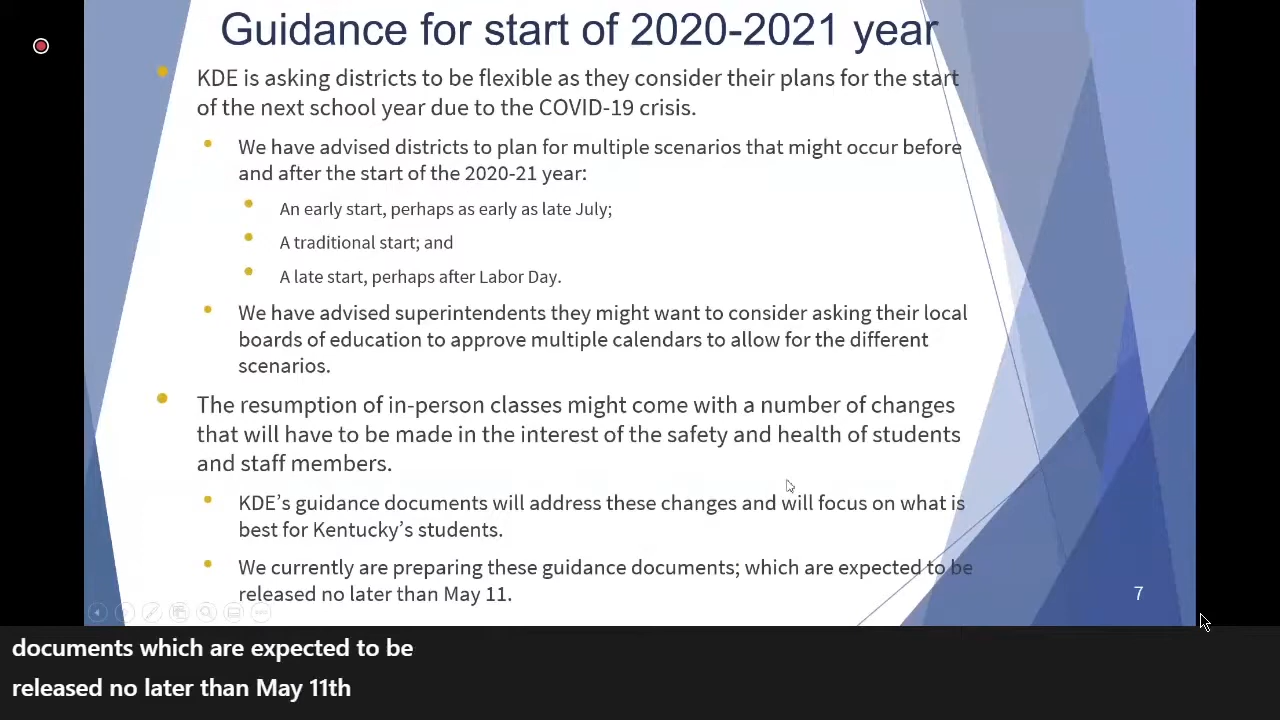 Guidance for start of 2020-2021 year
KDE is asking districts to be flexible as they consider their plans for the start
of the next school year due to the COVID-19 crisis.
We have advised districts to plan for multiple scenarios that might occur before
and after the start of the 2020-21 year:
An early start, perhaps as early as late July;
A traditional start; and
A late start, perhaps after Labor Day.
We have advised superintendents they might want to consider asking their local
boards of education to approve multiple calendars to allow for the different
scenarios.
The resumption of in-person classes might come with a number of changes
that will have to be made in the interest of the safety and health of students
and staff members.
KDE’s guidance documents will address these changes and will focus on what is
best for Kentucky’s students.
We currently are preparing these guidance documents; which are expected to be
released no later than May 11.
7
documents which are expected to be
released no later than May 11th